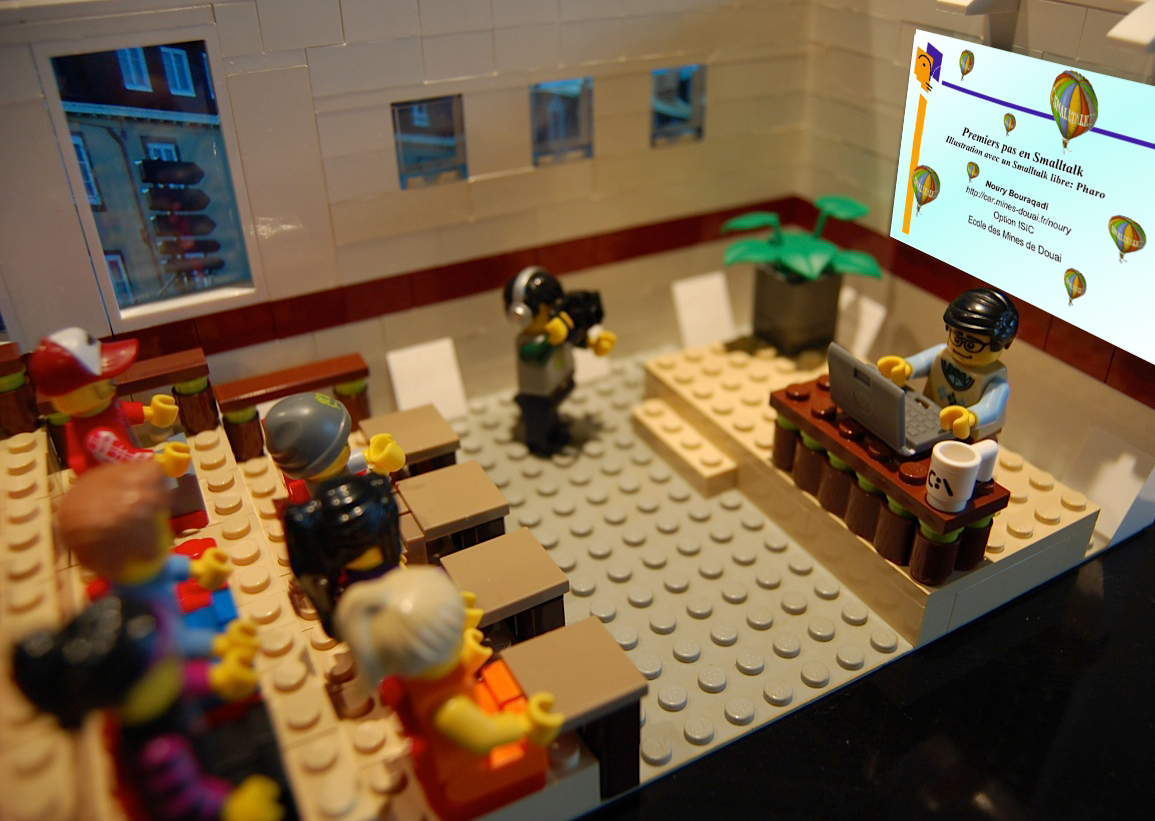 SMALLTALK
Premiers pas en Smalltalk
Illustration avec un Smalltalk libre: Pharo
Noury Bouraqadi
http://car.mines-douai.fr/noury
Option ISIC
Ecole des Mines de Douai
C:\